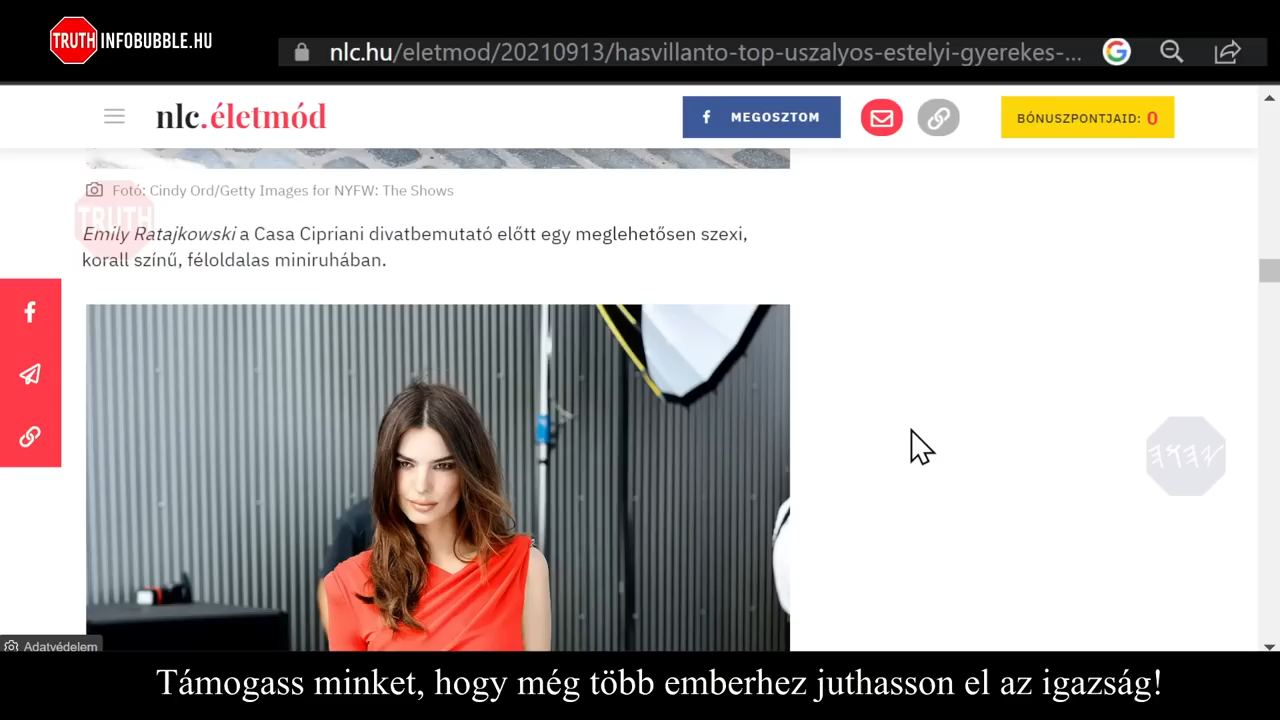 TRUTH INFOBUBBLE.HU
nlc.hu/eletmod/20210913/hasvillanto-top-uszalyos-estelyi-gyerekes-...
nlc.életmód
MEGOSZTOM
BÓNUSZPONTJAID: 0
Fotó: Cindy Ord/Getty Images for NYFW: The Shows
TRUTH
Emily Ratajkowski a Casa Cipriani divatbemutató előtt egy meglehetősen szexi,
korall színű, féloldalas miniruhában.
Adatvédelem
Támogass minket, hogy még több emberhez juthasson el az igazság!